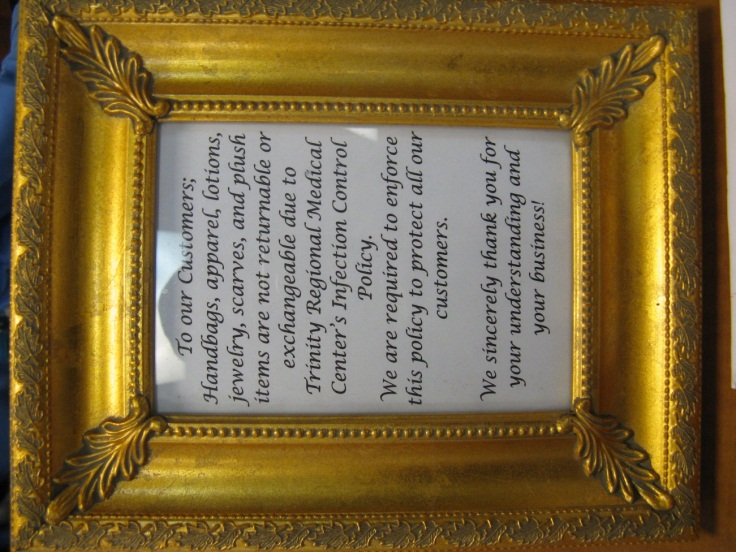 To our Customers;
Handbags, apparel, lotions,
jewelry, scarves, and plush
items are not returnable or
exchangeable due to
Trinity Regional Medical
Center's Infection Control
Policy.
We are required to enforce
this policy to protect all our
customers.
We sincerely thank you for
your understanding and
your business!